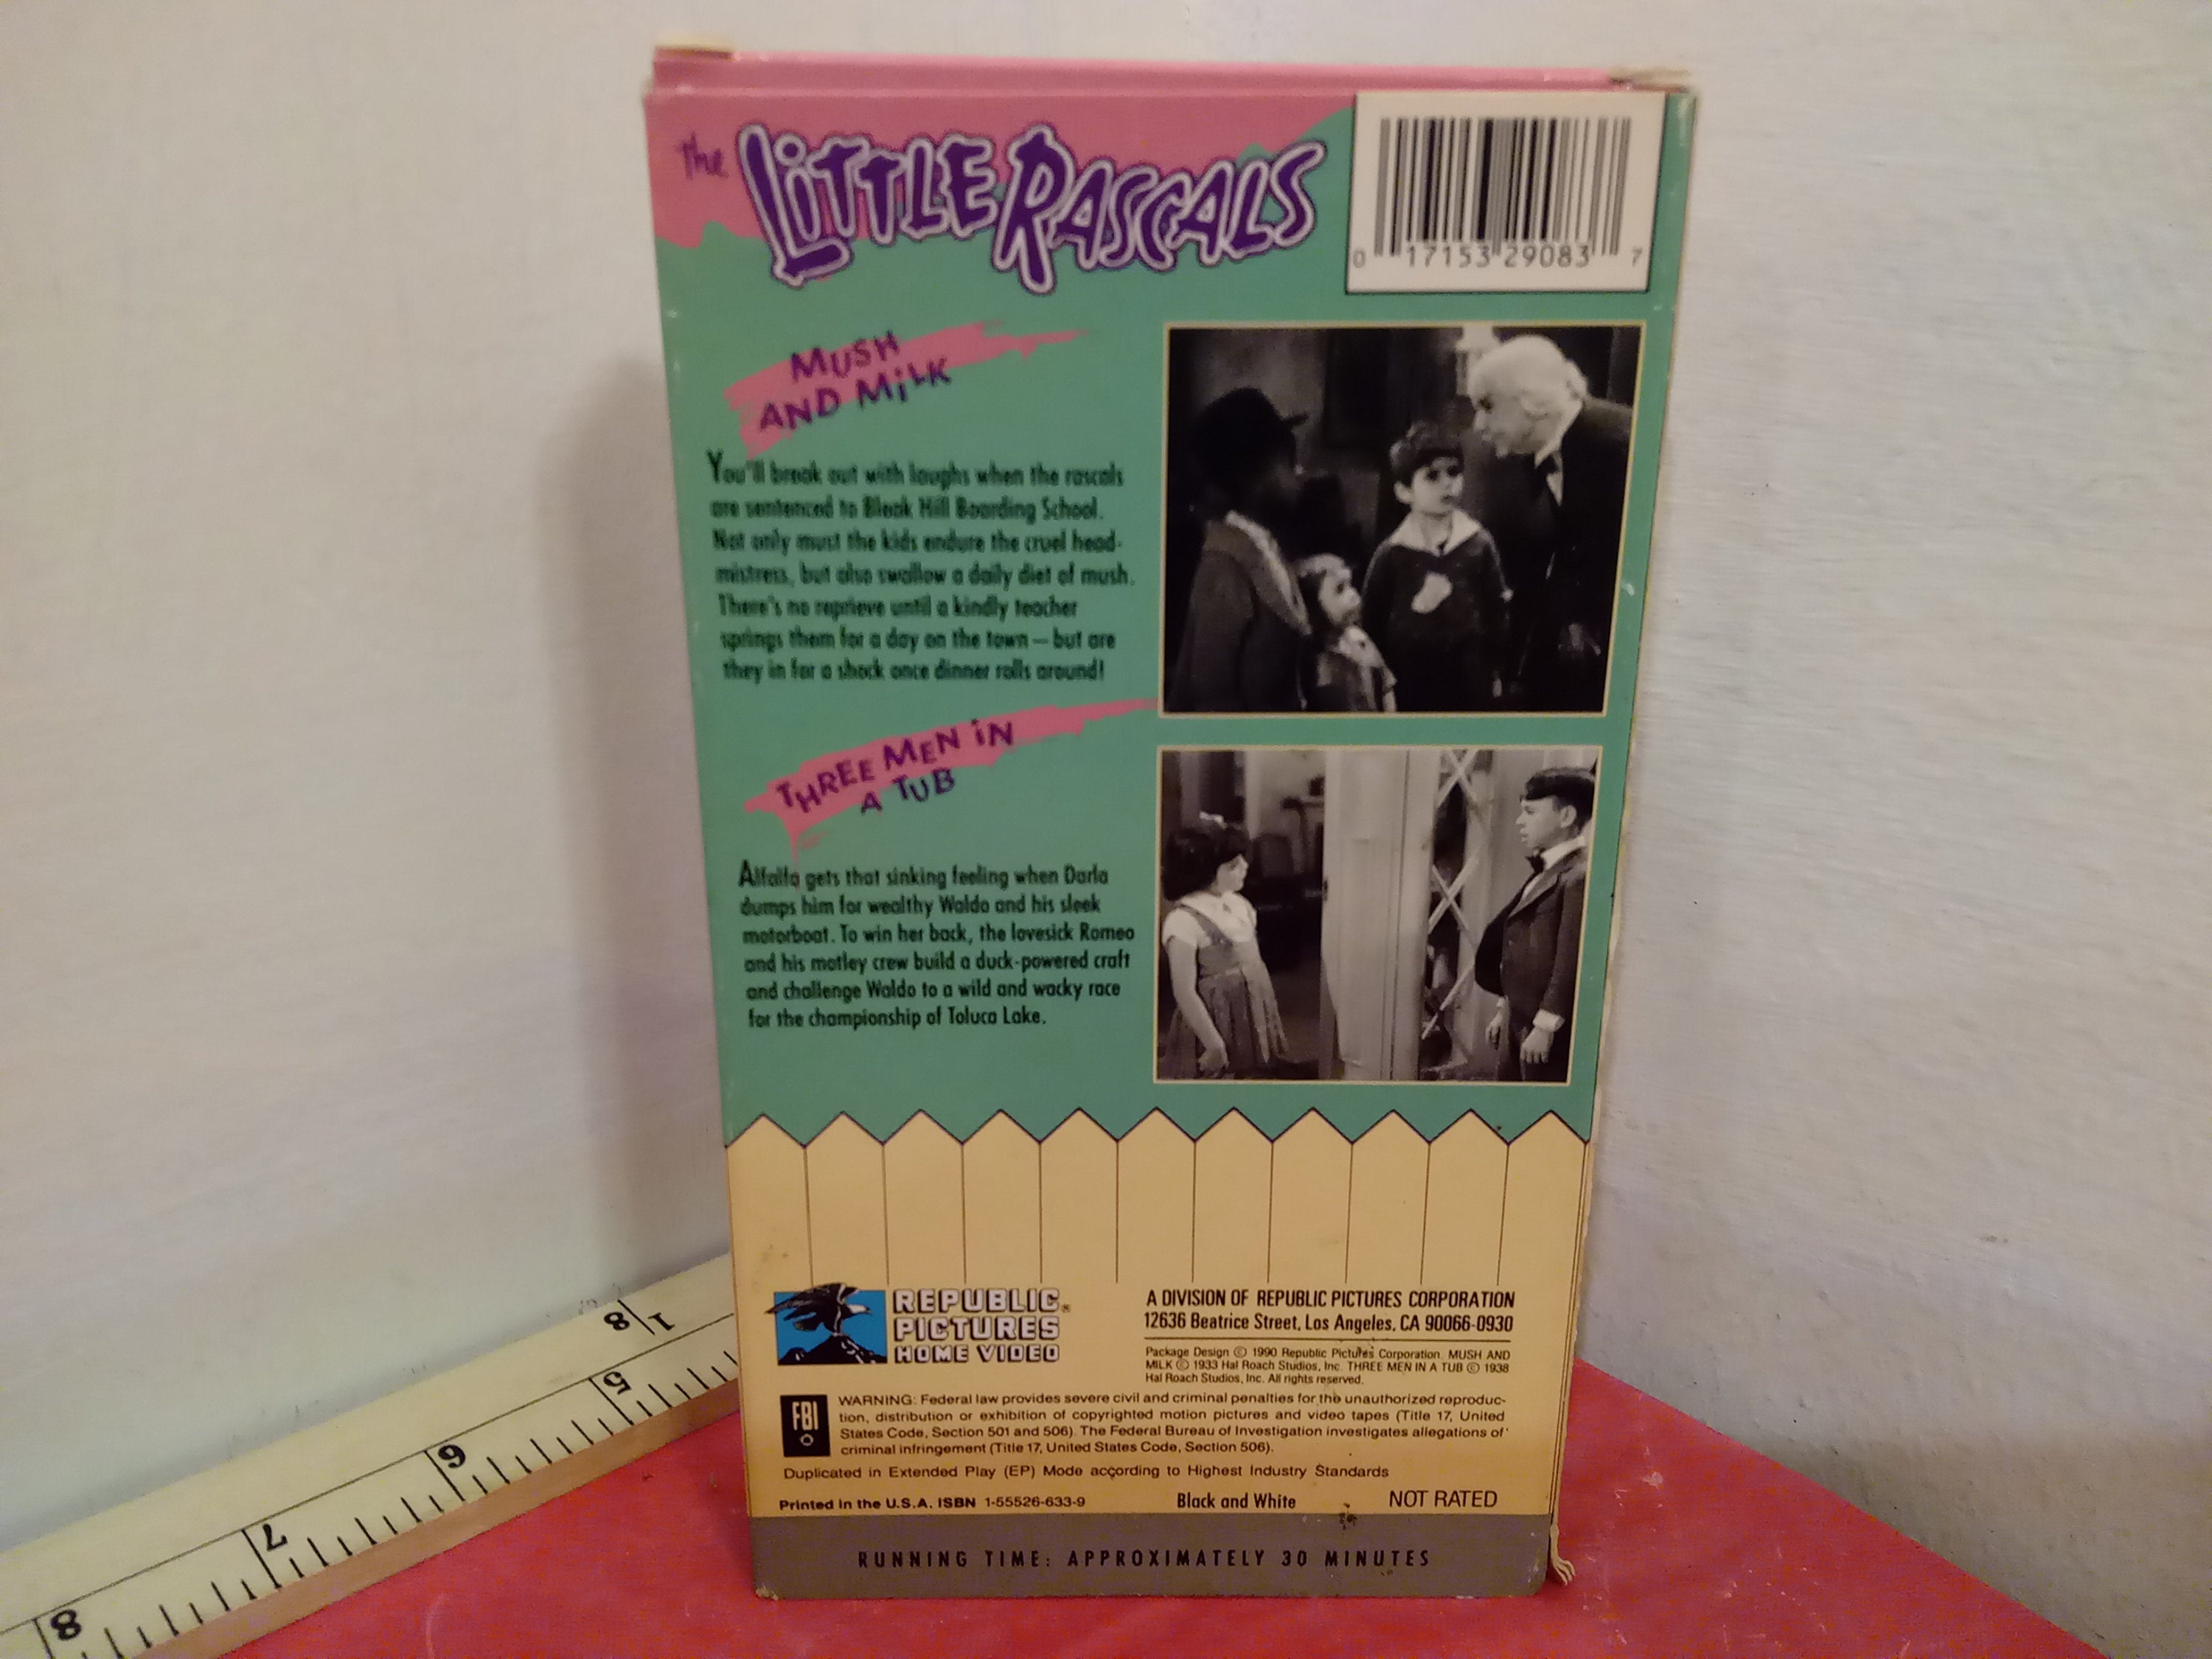 the LiTTLE RASCALS
0 17153 29083 7
MUSH
AND MiLK
You'll break out with laughs when the rascals
are sentenced to Bleak Hill Boarding School.
Not only must the kids endure the cruel head-
mistress, but also swallow a daily diet of mush.
There's no reprieve until a kindly teacher
springs them for a day on the town — but are
they in for a shock once dinner rolls around!
THREE MEN iN
A TUB
Alfalfa gets that sinking feeling when Darla
dumps him for wealthy Waldo and his sleek
motorboat. To win her back, the lovesick Romeo
and his motley crew build a duck-powered craft
and challenge Waldo to a wild and wacky race
for the championship of Toluca Lake.
REPUBLIC®
PICTURES
HOME VIDEO
A DIVISION OF REPUBLIC PICTURES CORPORATION
12636 Beatrice Street, Los Angeles, CA 90066-0930
Package Design © 1990 Republic Pictures Corporation. MUSH AND
MILK © 1933 Hal Roach Studios, Inc. THREE MEN IN A TUB © 1938
Hal Roach Studios, Inc. All rights reserved.
FBI
WARNING: Federal law provides severe civil and criminal penalties for the unauthorized reproduc-
tion, distribution or exhibition of copyrighted motion pictures and video tapes (Title 17, United
States Code, Section 501 and 506). The Federal Bureau of Investigation investigates allegations of
criminal infringement (Title 17, United States Code, Section 506).
Duplicated in Extended Play (EP) Mode according to Highest Industry Standards
Printed in the U.S.A. ISBN 1-55526-633-9
Black and White
NOT RATED
RUNNING TIME: APPROXIMATELY 30 MINUTES
8 1
5
6
7
8